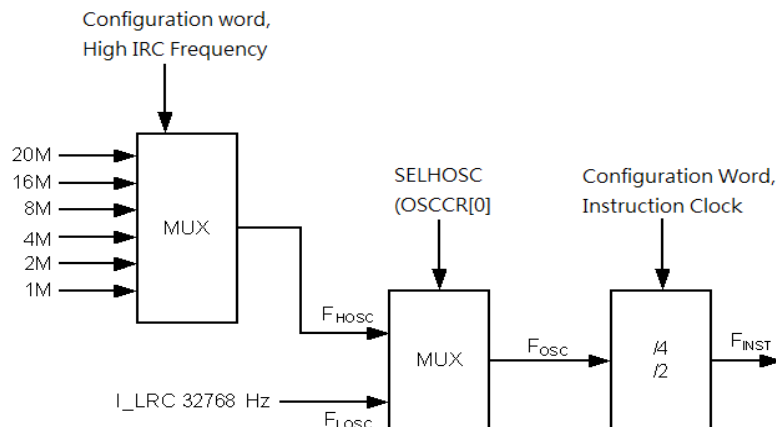 Configuration word,
High IRC Frequency
20M
16M
8M
4M
2M
1M
MUX
SELHOSC
(OSCCR[0]
Configuration Word,
Instruction Clock
FHOSC
MUX
FOSC
/4
/2
FINST
I_LRC 32768 Hz
FLOSC